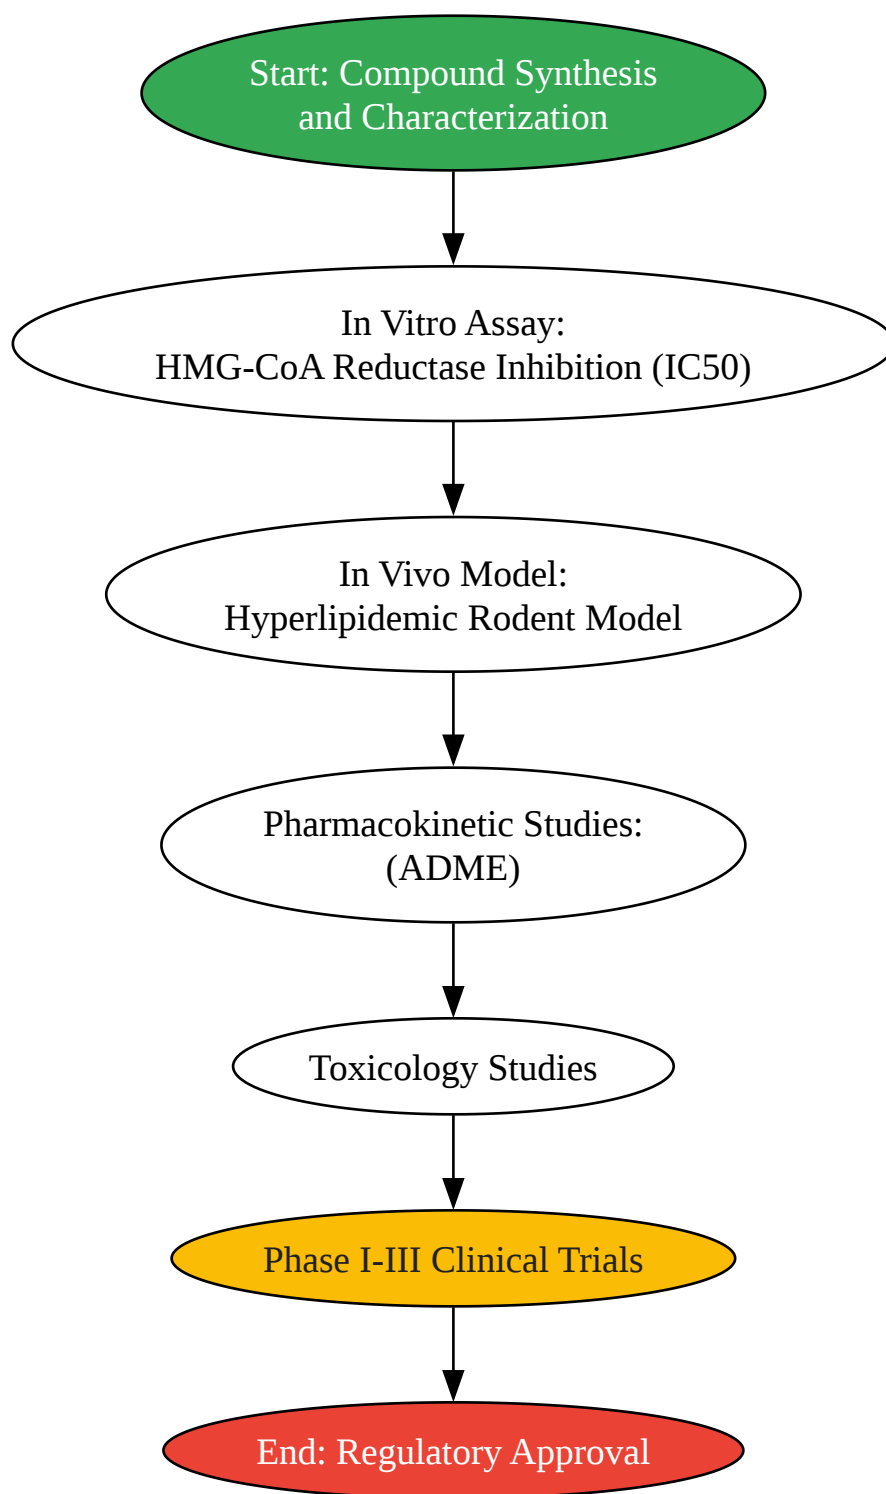 Start: Compound Synthesis
and Characterization
In Vitro Assay:
HMG-CoA Reductase Inhibition (IC50)
In Vivo Model:
Hyperlipidemic Rodent Model
Pharmacokinetic Studies:
(ADME)
Toxicology Studies
Phase I-III Clinical Trials
End: Regulatory Approval